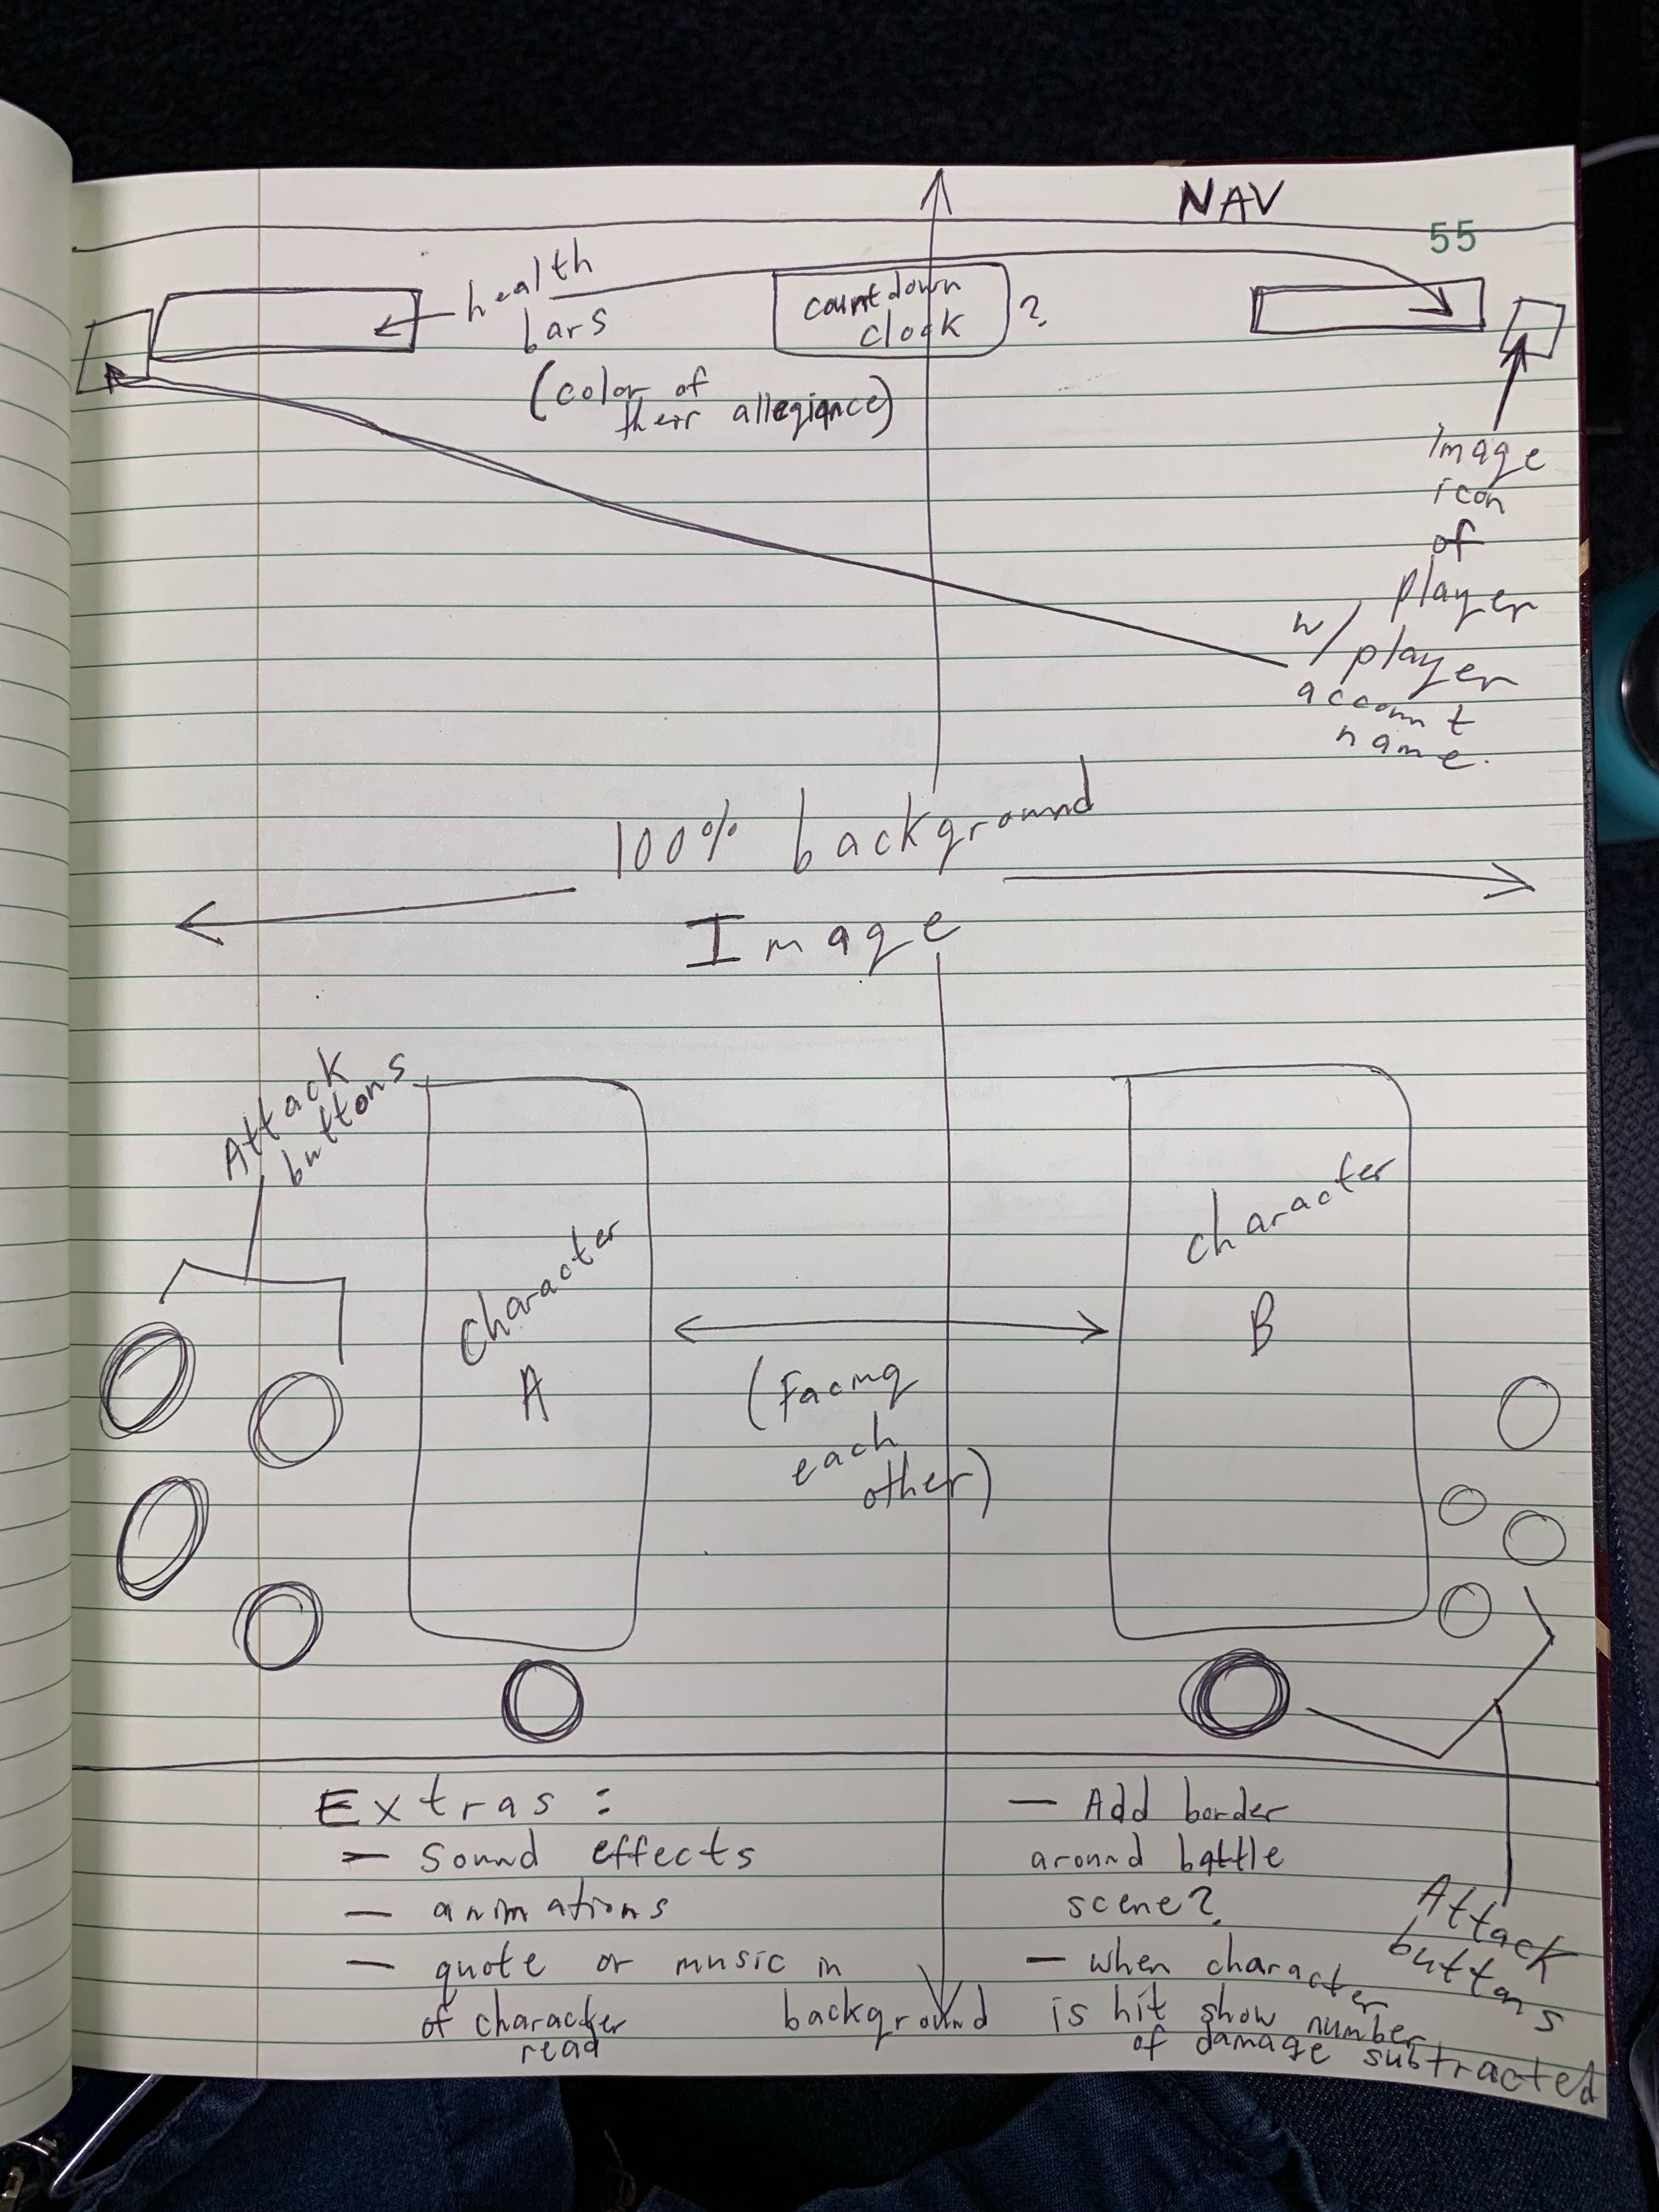 NAV
55
health
bars
(color of
their allegiance)
countdown
clock
?
image
icon
of
player
w/ player
account
name.
100% background
Image
Attack
buttons
Character
A
(Facing
each
other)
character
B
Extras :
— Sound effects
— animations
— quote or music in
of character background
read
— Add border
around battle
scene?
— when character
is hit show number
of damage subtracted
Attack
buttons